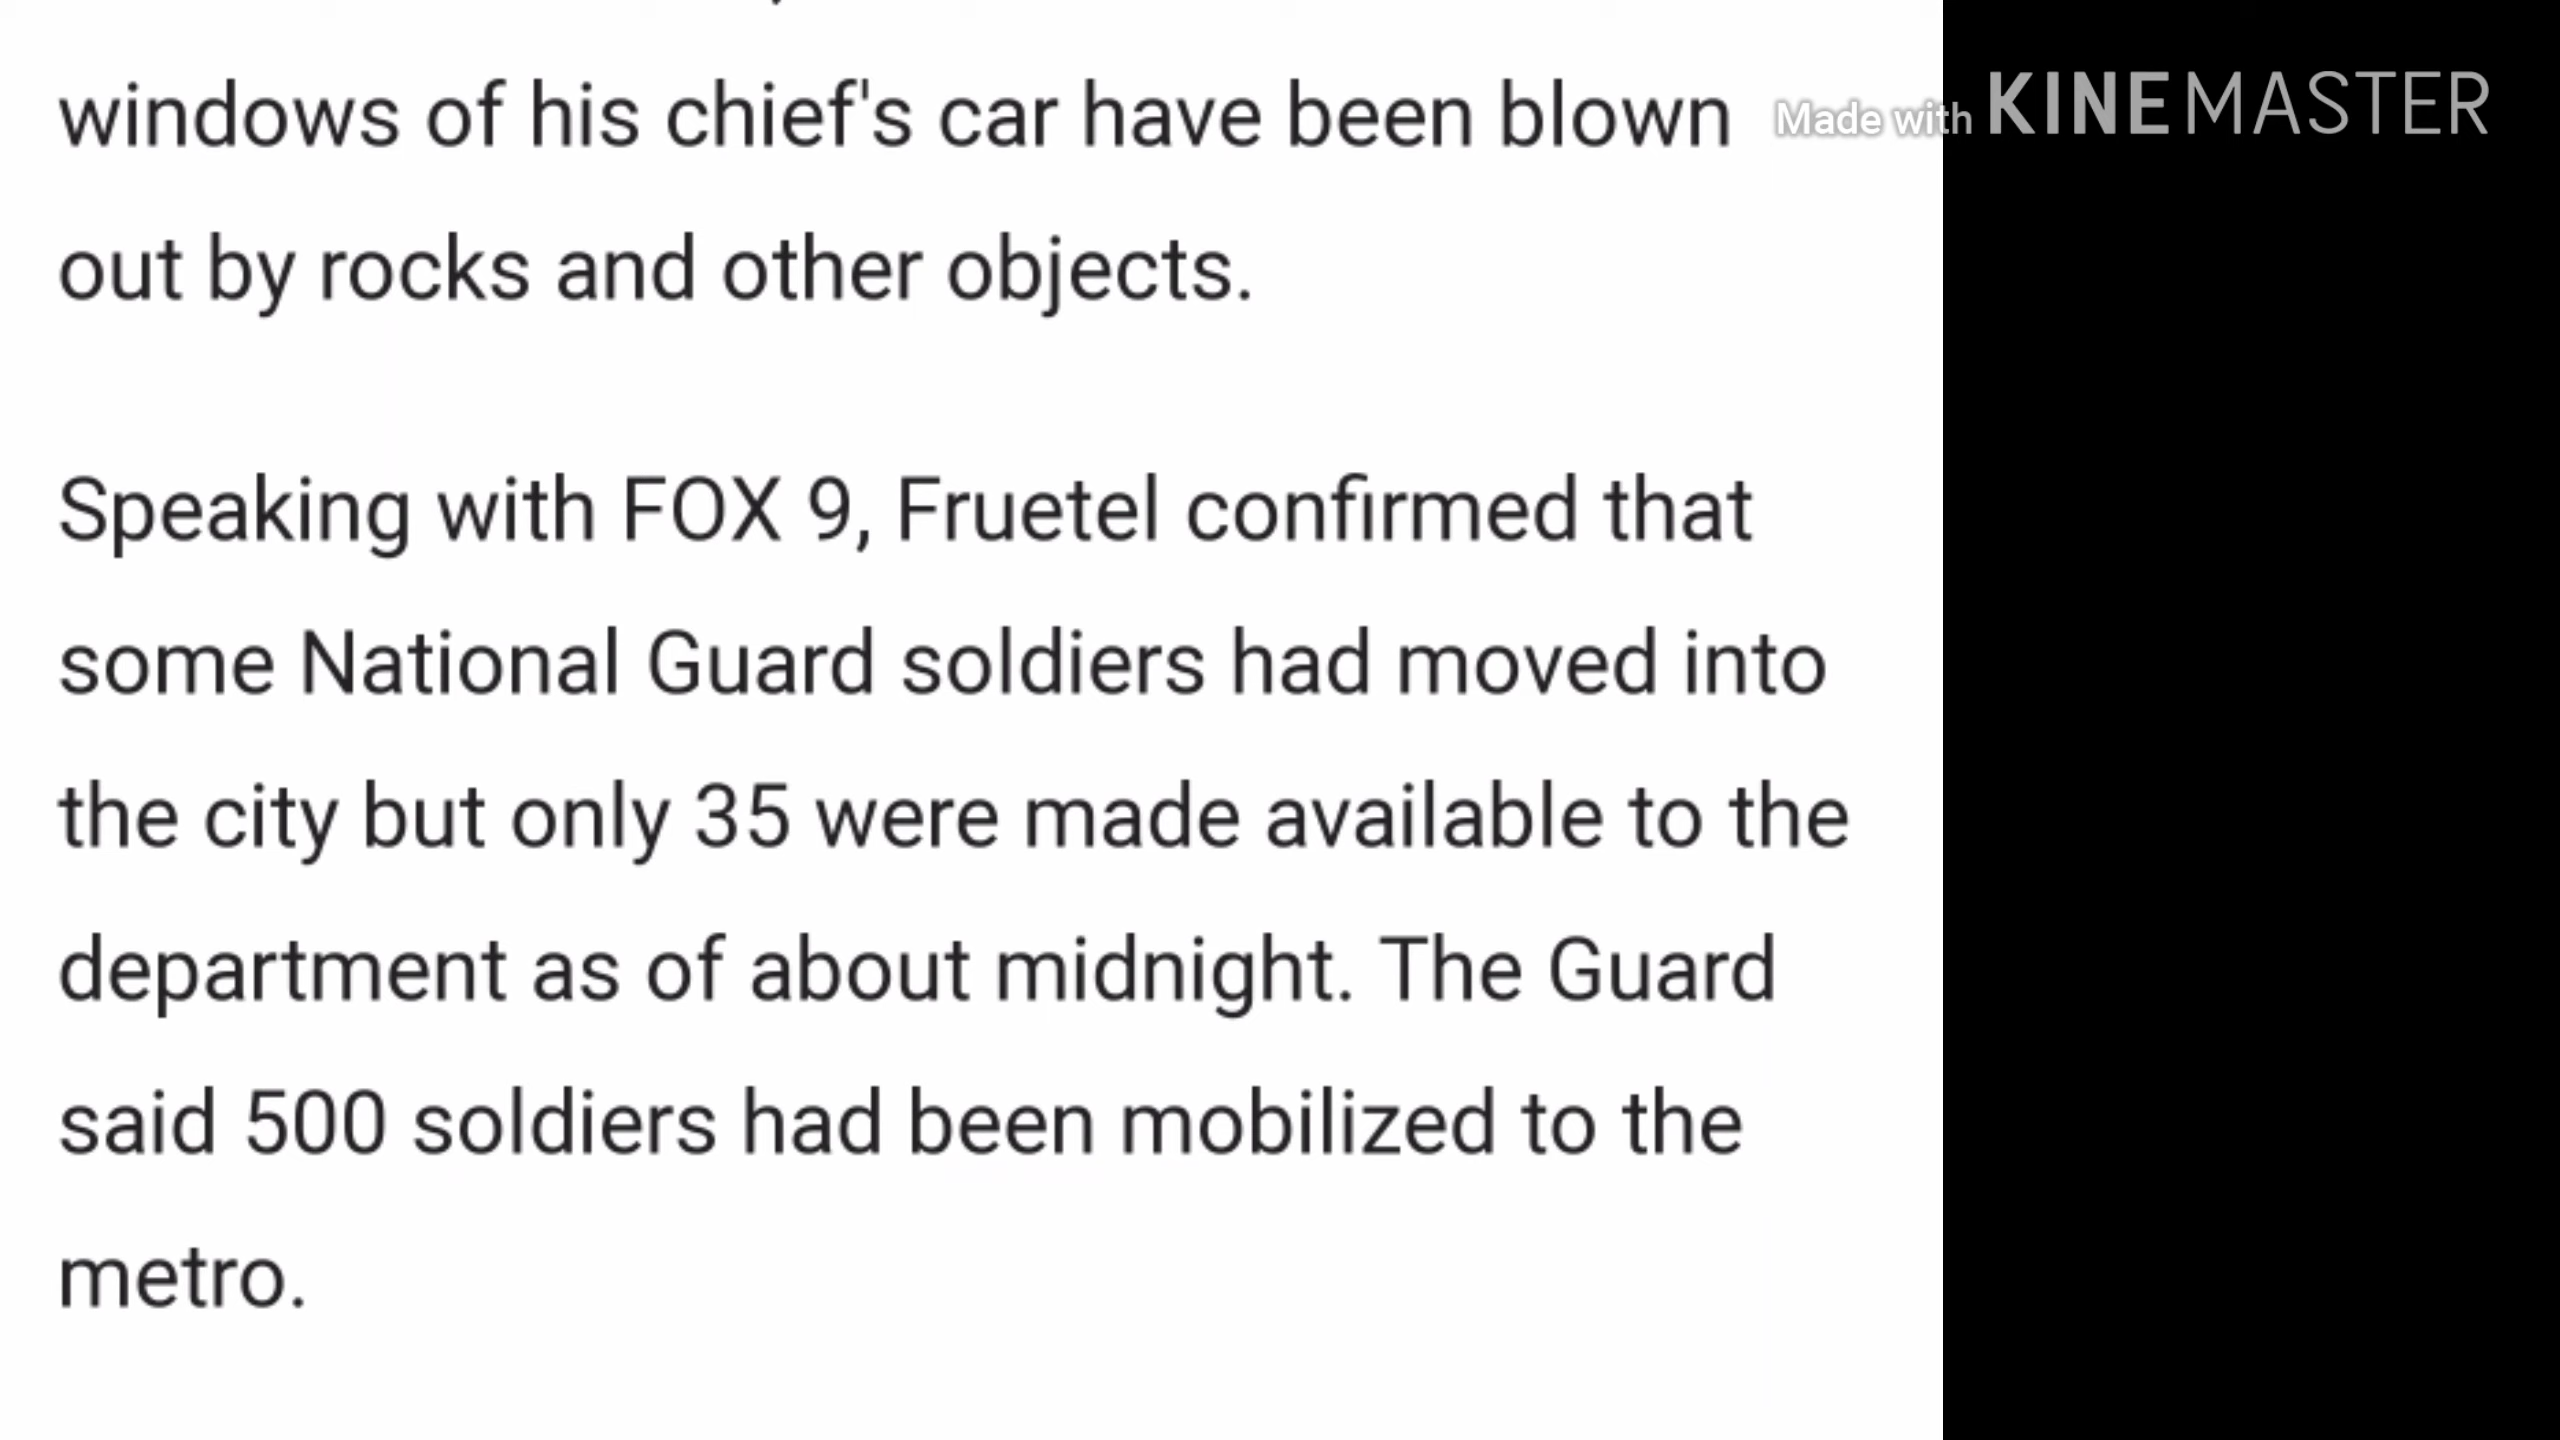 windows of his chief's car have been blown
Made with KINEMASTER
out by rocks and other objects.
Speaking with FOX 9, Fruetel confirmed that
some National Guard soldiers had moved into
the city but only 35 were made available to the
department as of about midnight. The Guard
said 500 soldiers had been mobilized to the
metro.